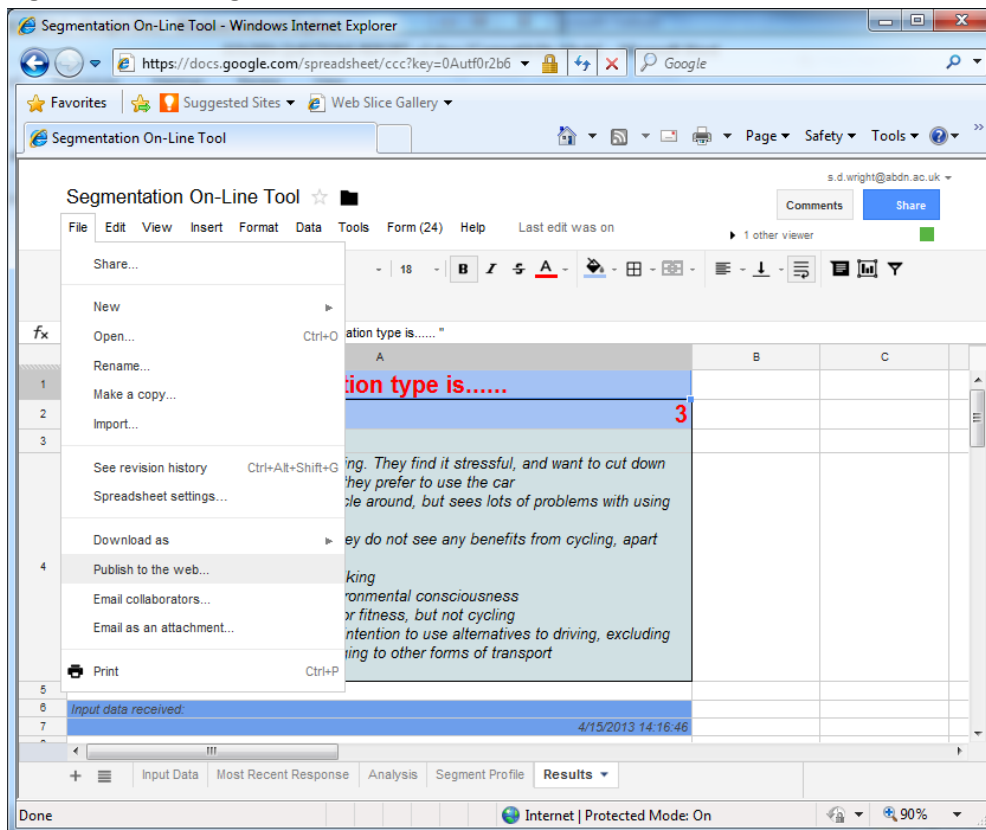 Segmentation On-Line Tool - Windows Internet Explorer
https://docs.google.com/spreadsheet/ccc?key=0Autf0r2b6
Google
Favorites
Suggested Sites
Web Slice Gallery
Segmentation On-Line Tool
Page
Safety
Tools
s.d.wright@abdn.ac.uk
Segmentation On-Line Tool
Comments
Share
File Edit View Insert Format Data Tools Form (24) Help Last edit was on
1 other viewer
Share...
18 B I S A
New
fx
Open... Ctrl+O
ation type is...... "
Rename...
A B C
1
Make a copy...
tion type is......
2
Import...
3
3
See revision history Ctrl+Alt+Shift+G
ing. They find it stressful, and want to cut down
they prefer to use the car
Spreadsheet settings...
cle around, but sees lots of problems with using
Download as
ey do not see any benefits from cycling, apart
4
Publish to the web...
king
Email collaborators...
ronmental consciousness
or fitness, but not cycling
Email as an attachment...
intention to use alternatives to driving, excluding
ging to other forms of transport
Print Ctrl+P
5
6 Input data received:
7 4/15/2013 14:16:46
Input Data Most Recent Response Analysis Segment Profile Results
Done
Internet | Protected Mode: On
90%